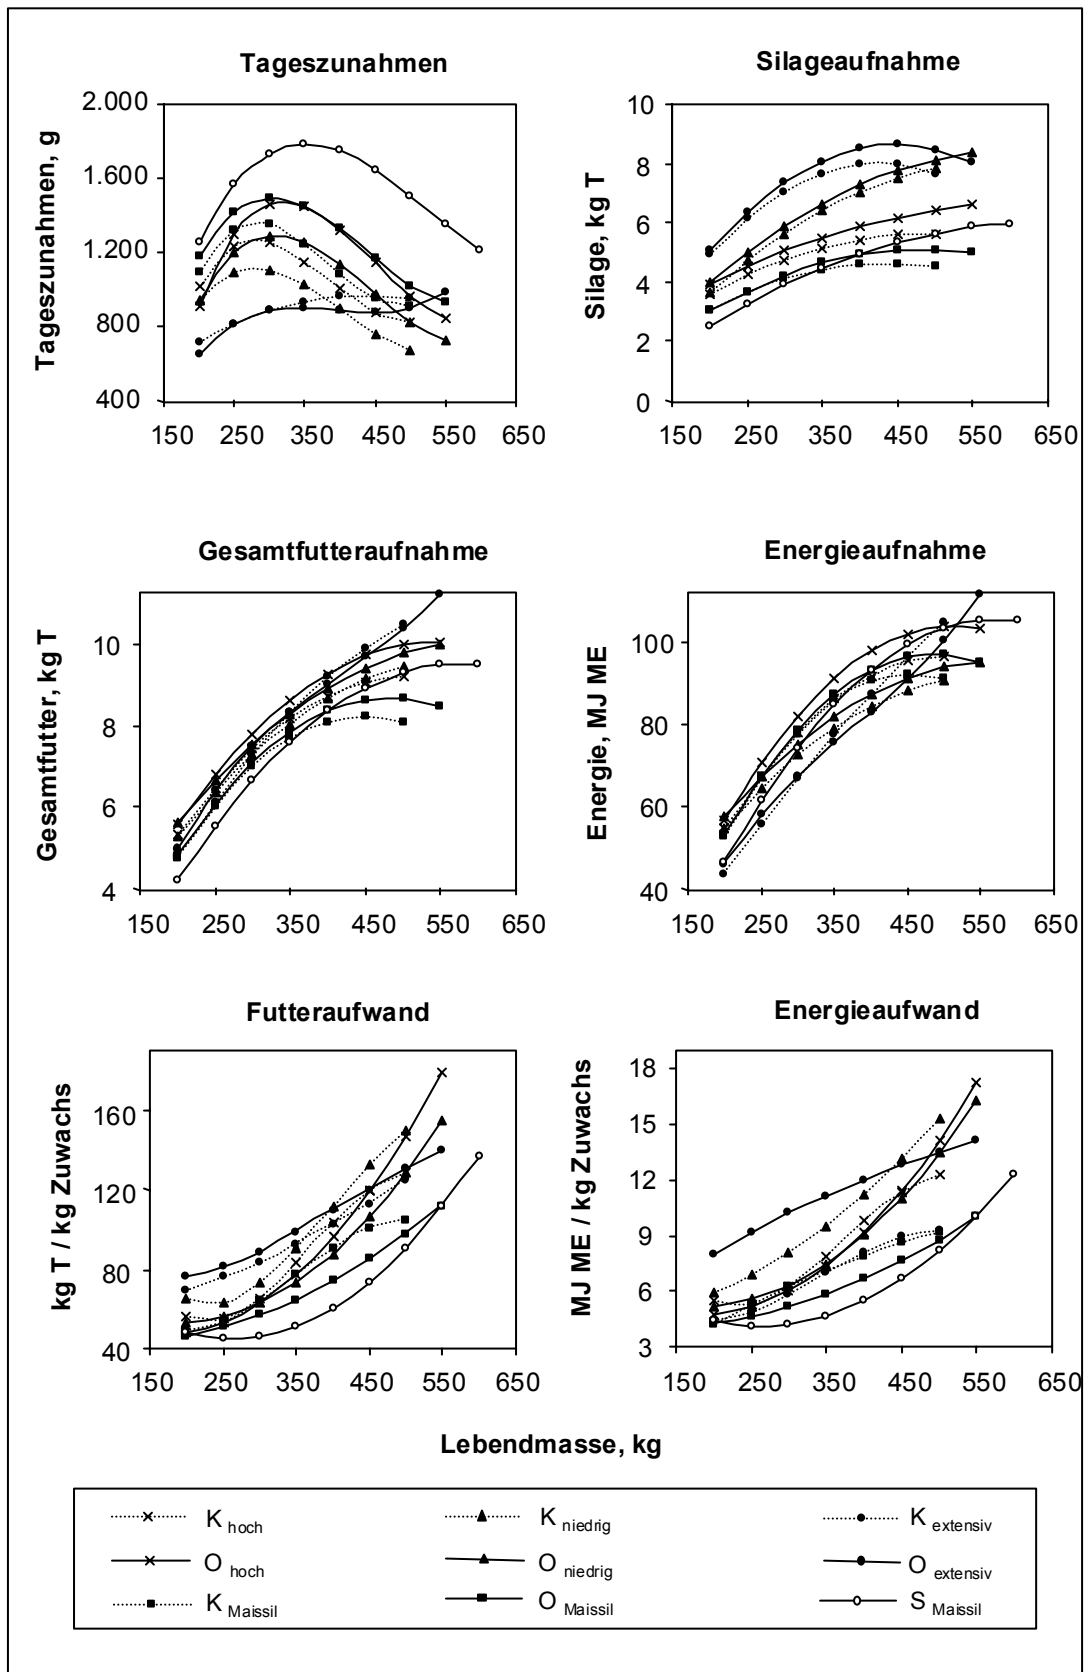 Tageszunahmen
Silageaufnahme
Tageszunahmen, g
2.000
1.600
1.200
800
400
150 250 350 450 550 650
Silage, kg T
10
8
6
4
2
0
150 250 350 450 550 650
Gesamtfutteraufnahme
Energieaufnahme
Gesamtfutter, kg T
10
8
6
4
150 250 350 450 550 650
Energie, MJ ME
100
80
60
40
150 250 350 450 550 650
Futteraufwand
Energieaufwand
kg T / kg Zuwachs
160
120
80
40
150 250 350 450 550 650
MJ ME / kg Zuwachs
18
15
12
9
6
3
150 250 350 450 550 650
Lebendmasse, kg
K hoch
K niedrig
K extensiv
O hoch
O niedrig
O extensiv
K Maissil
O Maissil
S Maissil